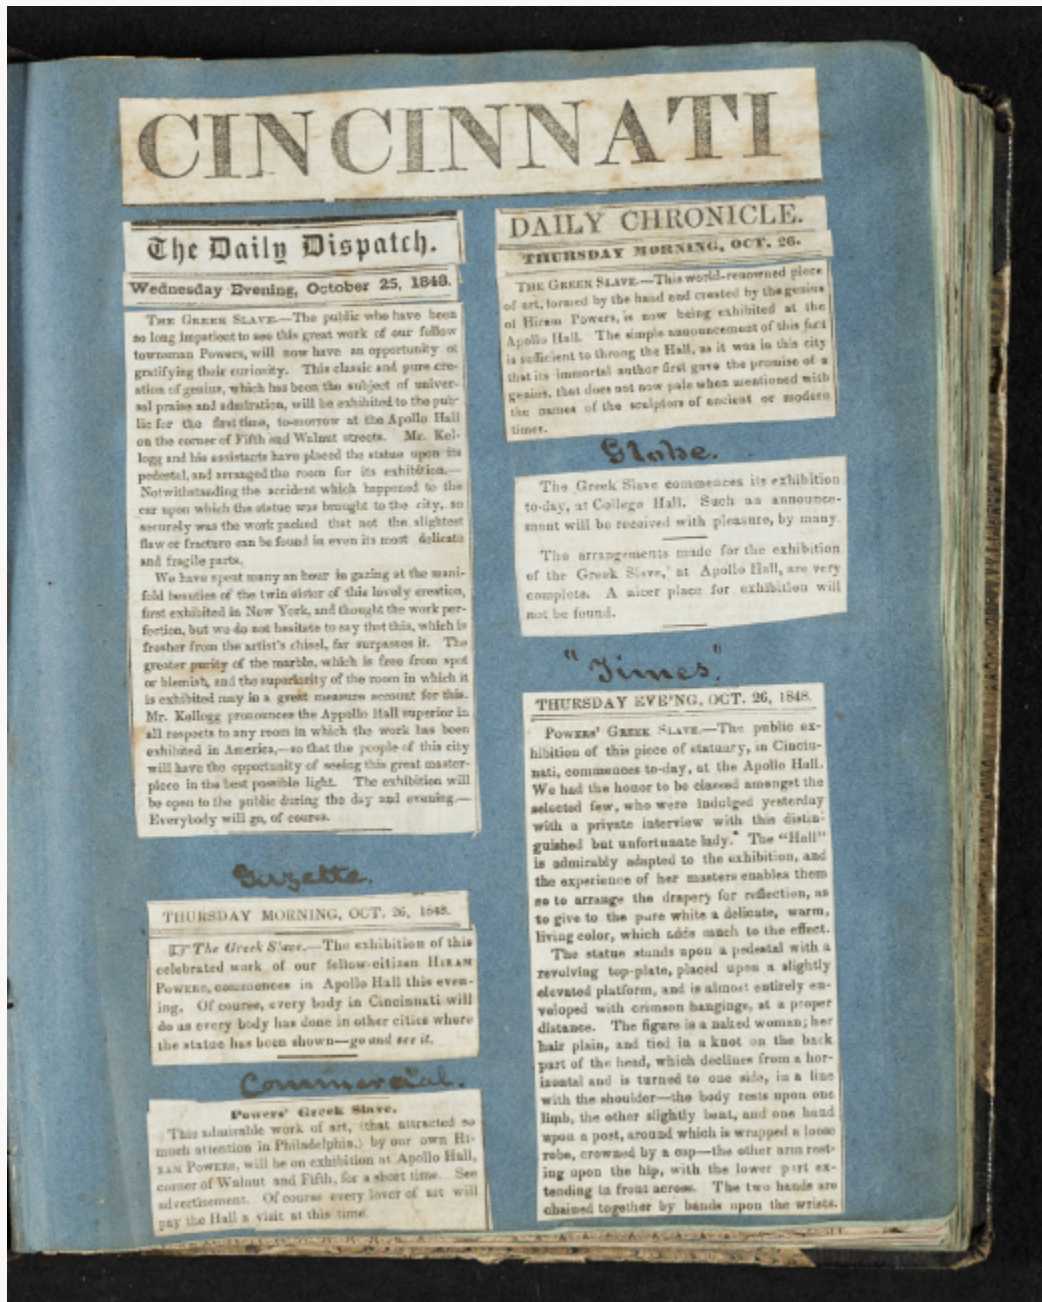 CINCINNATI
The Daily Dispatch.
Wednesday Evening, October 25, 1848.
THE GREEK SLAVE.—The public who have been
so long impatient to see this great work of our follow
townsman Powers, will now have an opportunity of
gratifying their curiosity. This classic and pure cre-
ation of genius, which has been the subject of univer-
sal praise and admiration, will be exhibited to the pub-
lic for the first time, to-morrow at the Apollo Hall
on the corner of Fifth and Walnut streets. Mr. Kel-
logg and his assistants have placed the statue upon its
pedestal, and arranged the room for its exhibition.—
Notwithstanding the accident which happened to the
car upon which the statue was brought to the city, so
securely was the work packed that not the slightest
flaw or fracture can be found in even its most delicate
and fragile parts.
We have spent many an hour in gazing at the mani-
fold beauties of the twin sister of this lovely creation,
first exhibited in New York, and thought the work per-
fection, but we do not hesitate to say that this, which is
fresher from the artist's chisel, far surpasses it. The
greater purity of the marble, which is free from spot
or blemish, and the superiority of the room in which it
is exhibited may in a great measure account for this.
Mr. Kellogg pronounces the Appollo Hall superior in
all respects to any room in which the work has been
exhibited in America,—so that the people of this city
will have the opportunity of seeing this great master-
piece in the best possible light. The exhibition will
be open to the public during the day and evening.—
Everybody will go, of course.
Gazette.
THURSDAY MORNING, OCT. 26, 1848.
☞ The Greek Slave.—The exhibition of this
celebrated work of our fellow-citizen HIRAM
POWERS, commences in Apollo Hall this even-
ing. Of course, every body in Cincinnati will
do as every body has done in other cities where
the statue has been shown—go and see it.
Commercial.
Powers' Greek Slave.
This admirable work of art, (that attracted so
much attention in Philadelphia,) by our own HI-
RAM POWERS, will be on exhibition at Apollo Hall,
corner of Walnut and Fifth, for a short time. See
advertisement. Of course every lover of art will
pay the Hall a visit at this time.
DAILY CHRONICLE.
THURSDAY MORNING, OCT. 26.
THE GREEK SLAVE.—This world-renowned piece
of art, formed by the hand and created by the genius
of Hiram Powers, is now being exhibited at the
Apollo Hall. The simple announcement of this fact
is sufficient to throng the Hall, as it was in this city
that its immortal author first gave the promise of a
genius, that does not now pale when mentioned with
the names of the sculptors of ancient or modern
times.
Globe.
The Greek Slave commences its exhibition
to-day, at College Hall. Such an announce-
ment will be received with pleasure, by many.
The arrangements made for the exhibition
of the Greek Slave,' at Apollo Hall, are very
complete. A nicer place for exhibition will
not be found.
"Times".
THURSDAY EVE'NG, OCT. 26, 1848.
POWERS' GREEK SLAVE.—The public ex-
hibition of this piece of statuary, in Cincin-
nati, commences to-day, at the Apollo Hall.
We had the honor to be classed amongst the
selected few, who were indulged yesterday
with a private interview with this distin-
guished but unfortunate lady." The "Hall"
is admirably adapted to the exhibition, and
the experience of her masters enables them
so to arrange the drapery for reflection, as
to give to the pure white a delicate, warm,
living color, which adds much to the effect.
The statue stands upon a pedestal with a
revolving top-plate, placed upon a slightly
elevated platform, and is almost entirely en-
veloped with crimson hangings, at a proper
distance. The figure is a naked woman; her
hair plain, and tied in a knot on the back
part of the head, which declines from a hor-
izontal and is turned to one side, in a line
with the shoulder—the body rests upon one
limb, the other slightly bent, and one hand
upon a post, around which is wrapped a loose
robe, crowned by a cap—the other arm rest-
ing upon the hip, with the lower part ex-
tending in front across. The two hands are
chained together by bands upon the wrists.